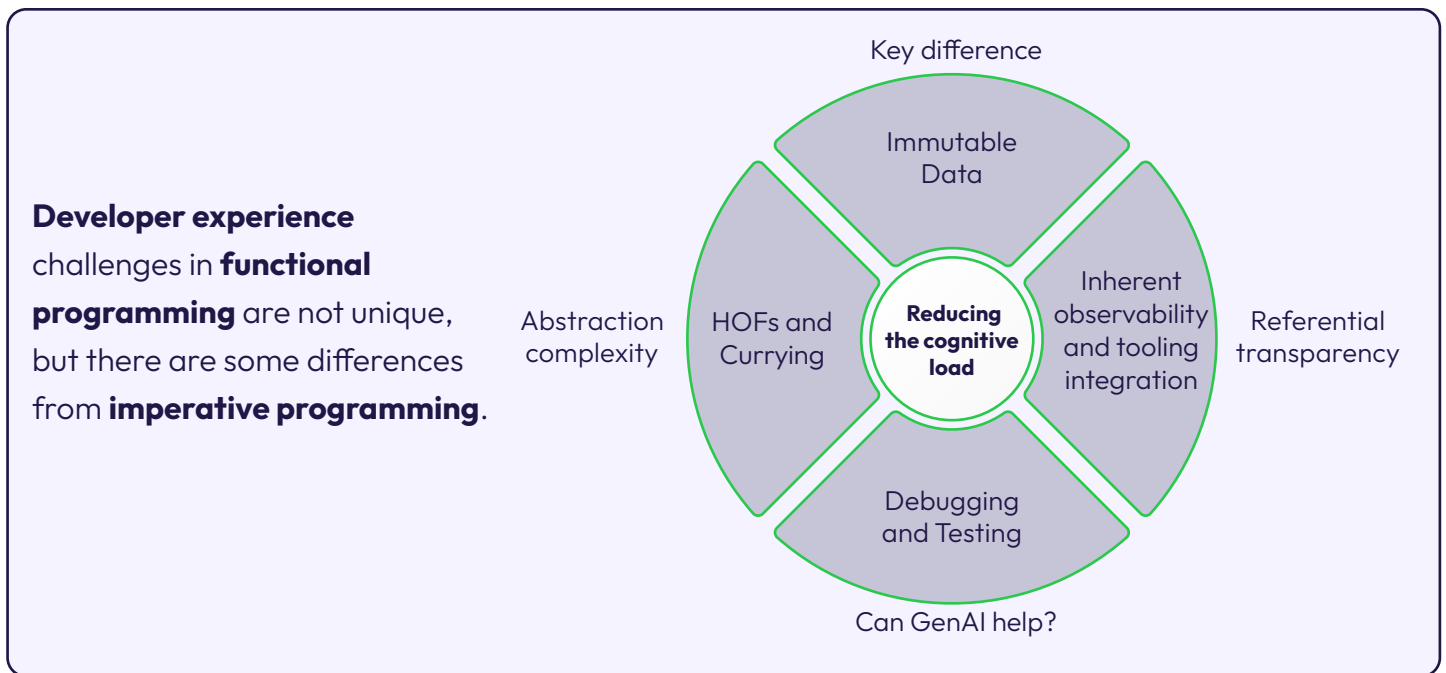 Developer experience
challenges in functional
programming are not unique,
but there are some differences
from imperative programming.
Key difference
Immutable
Data
Abstraction
complexity
HOFs and
Currying
Reducing
the cognitive
load
Inherent
observability
and tooling
integration
Referential
transparency
Debugging
and Testing
Can GenAI help?